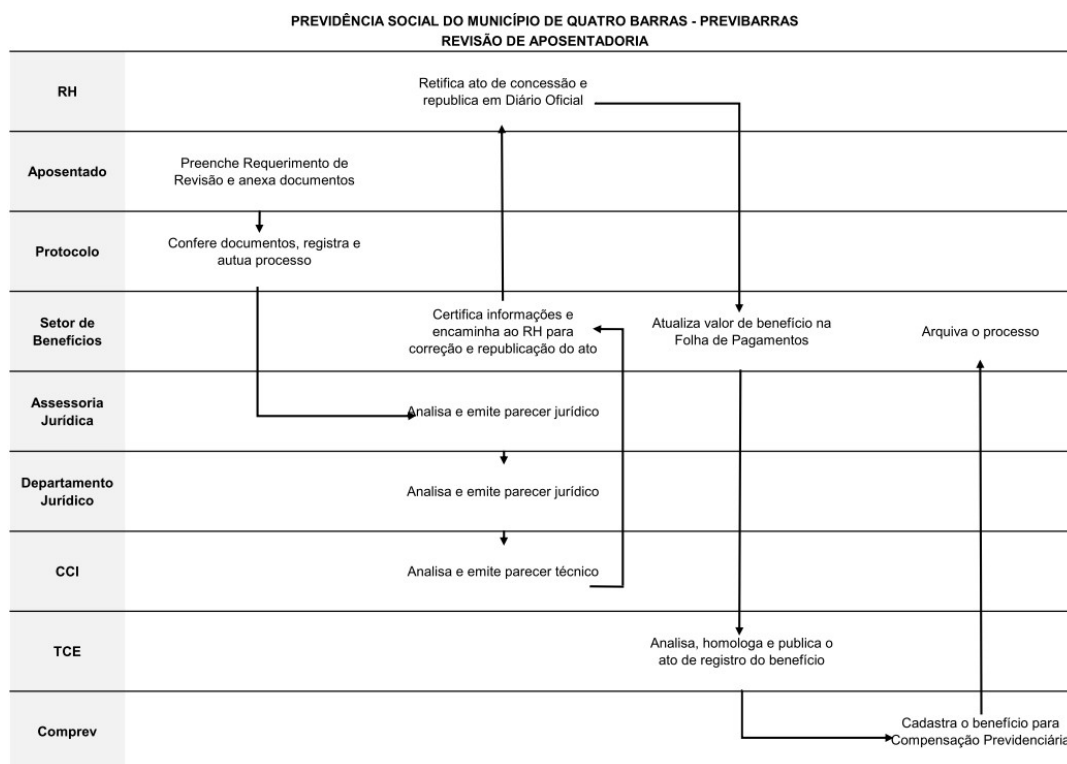 PREVIDÊNCIA SOCIAL DO MUNICÍPIO DE QUATRO BARRAS - PREVIBARRAS
REVISÃO DE APOSENTADORIA
RH
Retifica ato de concessão e
republica em Diário Oficial
Aposentado
Preenche Requerimento de
Revisão e anexa documentos
Protocolo
Confere documentos, registra e
autua processo
Setor de
Benefícios
Certifica informações e
encaminha ao RH para
correção e republicação do ato
Atualiza valor de benefício na
Folha de Pagamentos
Arquiva o processo
Assessoria
Jurídica
Analisa e emite parecer jurídico
Departamento
Jurídico
Analisa e emite parecer jurídico
CCI
Analisa e emite parecer técnico
TCE
Analisa, homologa e publica o
ato de registro do benefício
Comprev
Cadastra o benefício para
Compensação Previdenciária